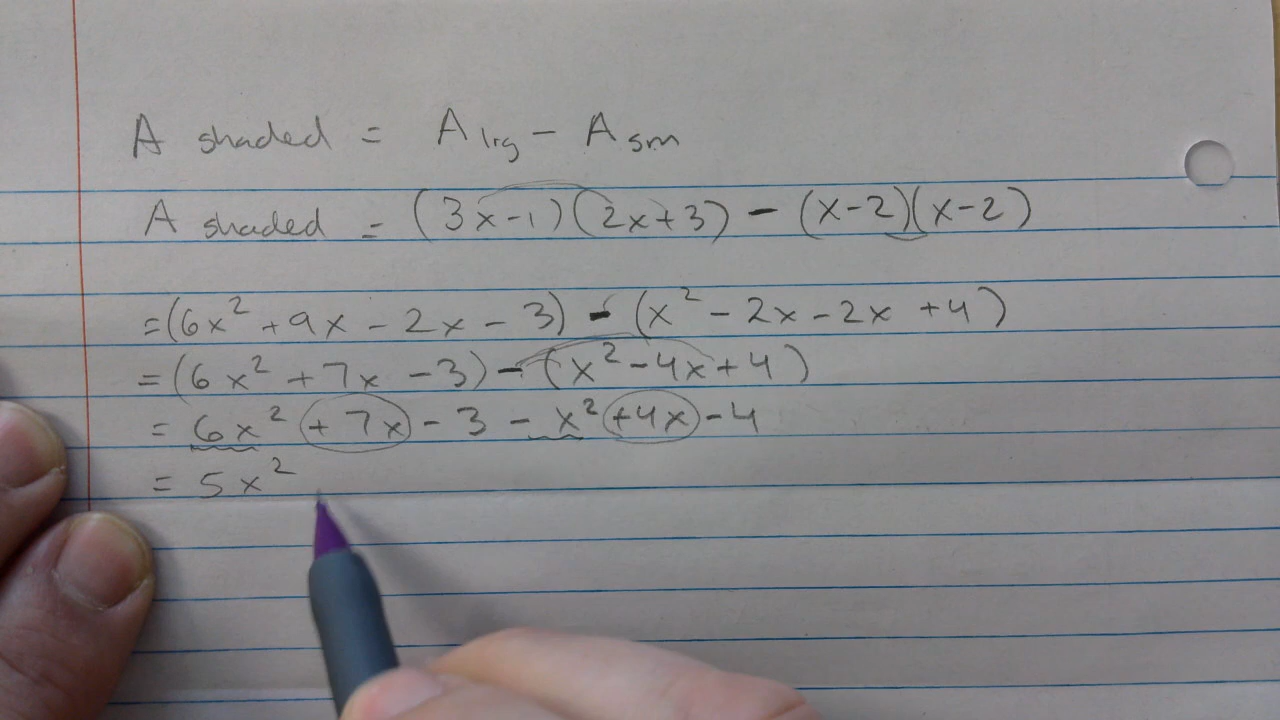 A shaded = A lrg - A sm
A shaded = (3x-1)(2x+3) - (x-2)(x-2)
=(6x² +9x - 2x - 3) - (x² - 2x - 2x + 4)
= (6x² + 7x - 3) - (x² - 4x + 4)
= 6x² + 7x - 3 - x² + 4x - 4
= 5x²